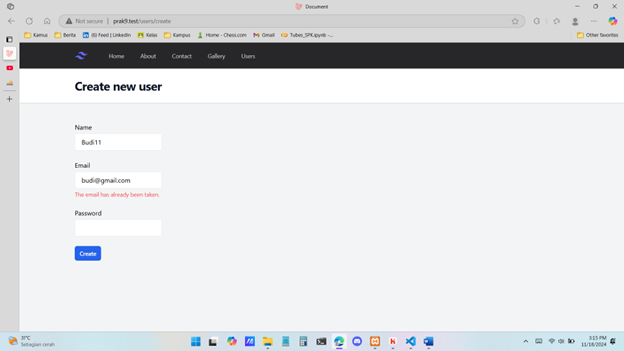 Document
Not secure prak9.test/users/create
Kamus Berita (6) Feed | LinkedIn Kelas Kampus Home - Chess.com Gmail Tubes_SPK.ipynb -... Other favorites
Home About Contact Gallery Users
Create new user
Name
Budi11
Email
budi@gmail.com
The email has already been taken.
Password
Create
31°C
Sebagian cerah
3:15 PM
11/18/2024